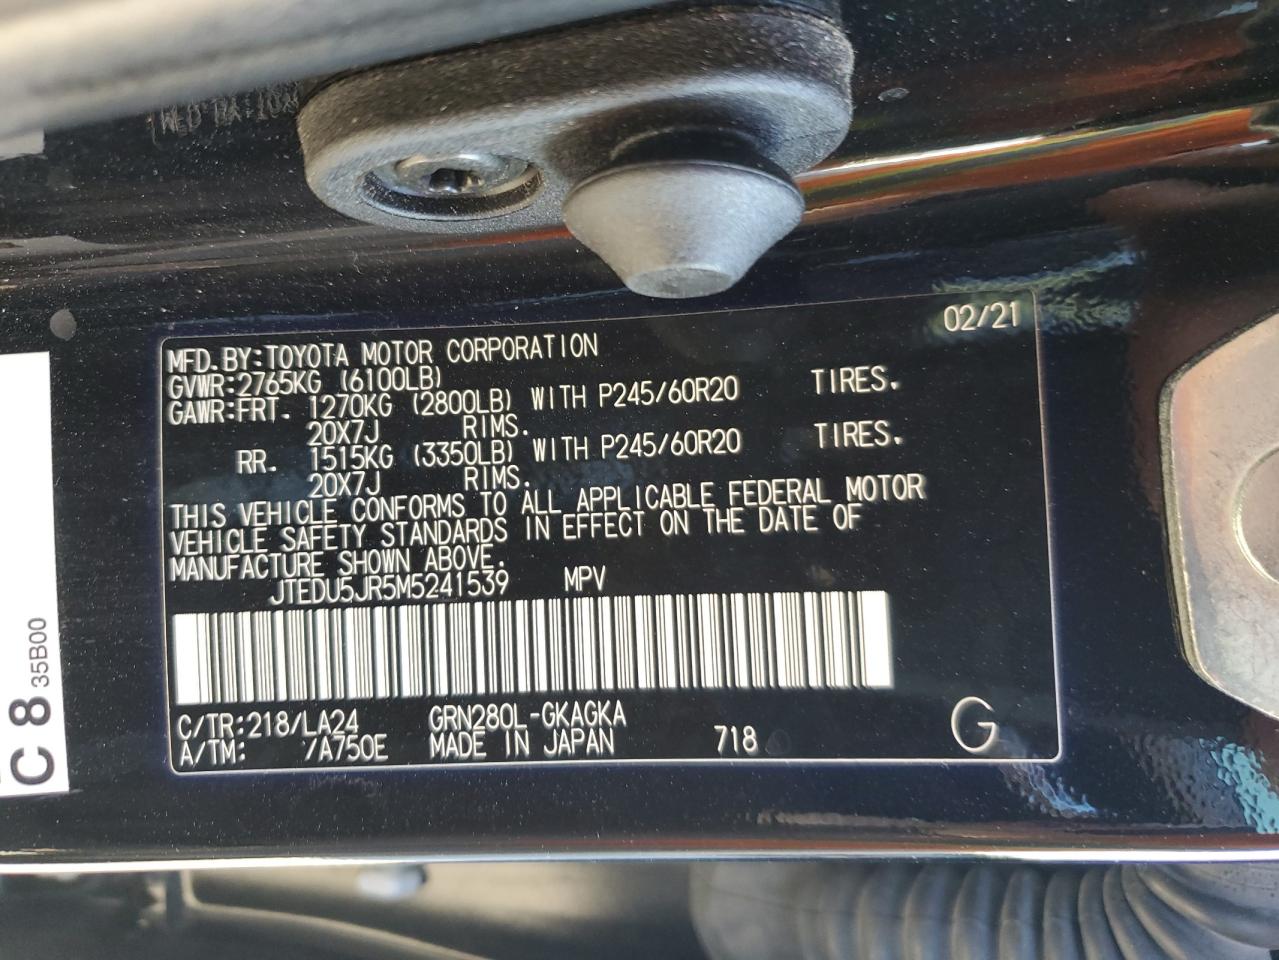 02/21
MFD.BY:TOYOTA MOTOR CORPORATION
GVWR:2765KG (6100LB)
GAWR:FRT. 1270KG (2800LB) WITH P245/60R20 TIRES.
20X7J RIMS.
RR. 1515KG (3350LB) WITH P245/60R20 TIRES.
20X7J RIMS.
THIS VEHICLE CONFORMS TO ALL APPLICABLE FEDERAL MOTOR
VEHICLE SAFETY STANDARDS IN EFFECT ON THE DATE OF
MANUFACTURE SHOWN ABOVE.
JTEDU5JR5M5241539 MPV
C/TR:218/LA24 GRN280L-GKAGKA
A/TM: /A750E MADE IN JAPAN 718 G
C 8 35B00